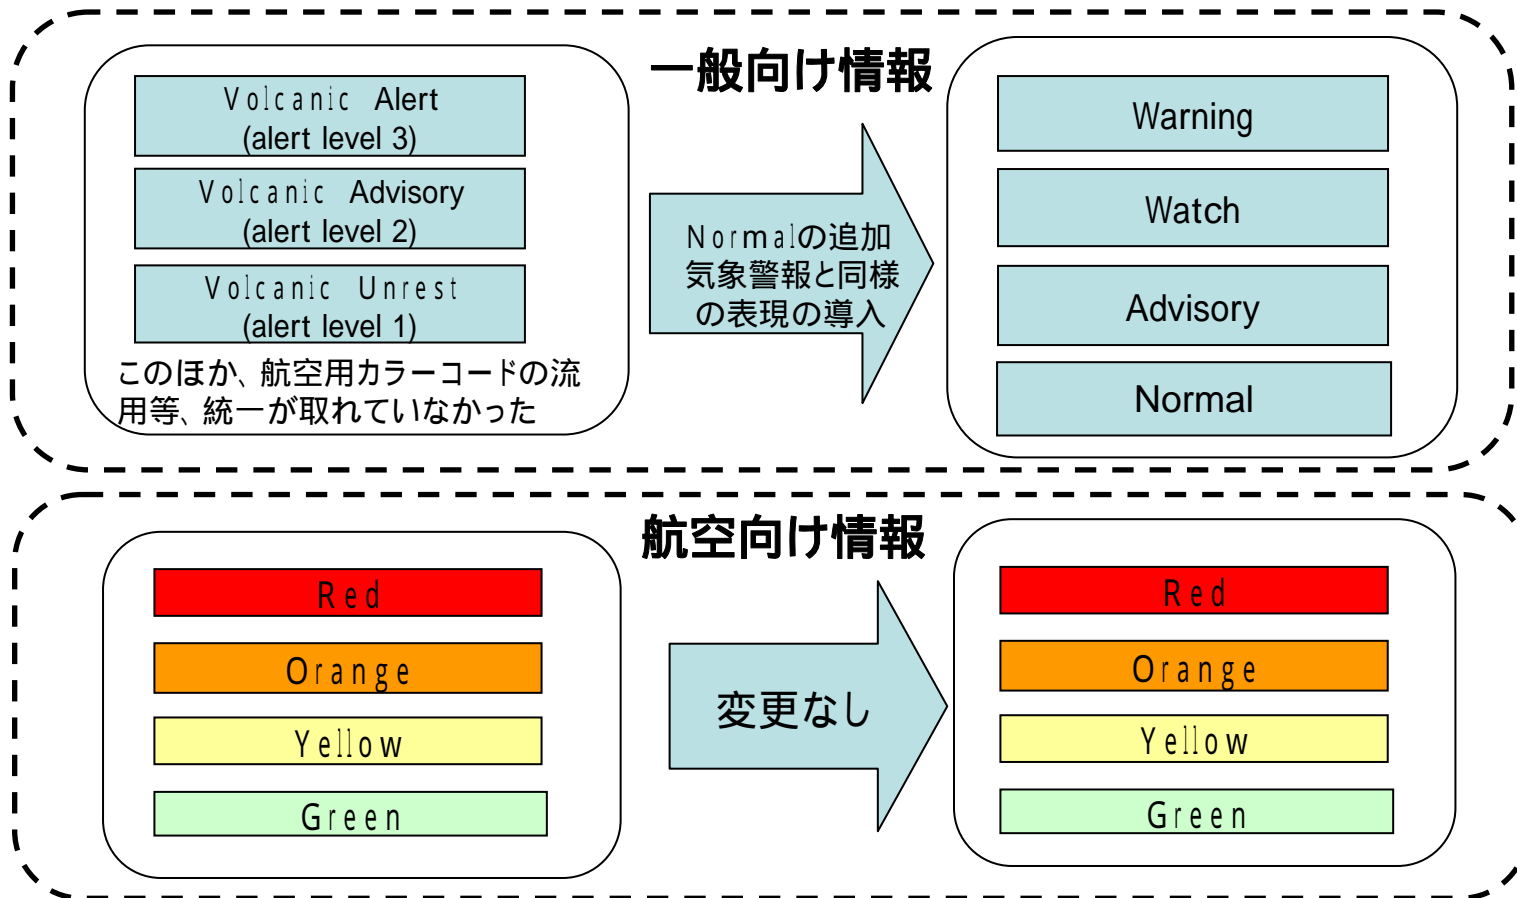 一般向け情報
Volcanic Alert
(alert level 3)
Volcanic Advisory
(alert level 2)
Volcanic Unrest
(alert level 1)
このほか、航空用カラーコードの流
用等、統一が取れていなかった
Normalの追加
気象警報と同様
の表現の導入
Warning
Watch
Advisory
Normal
航空向け情報
Red
Orange
Yellow
Green
変更なし
Red
Orange
Yellow
Green